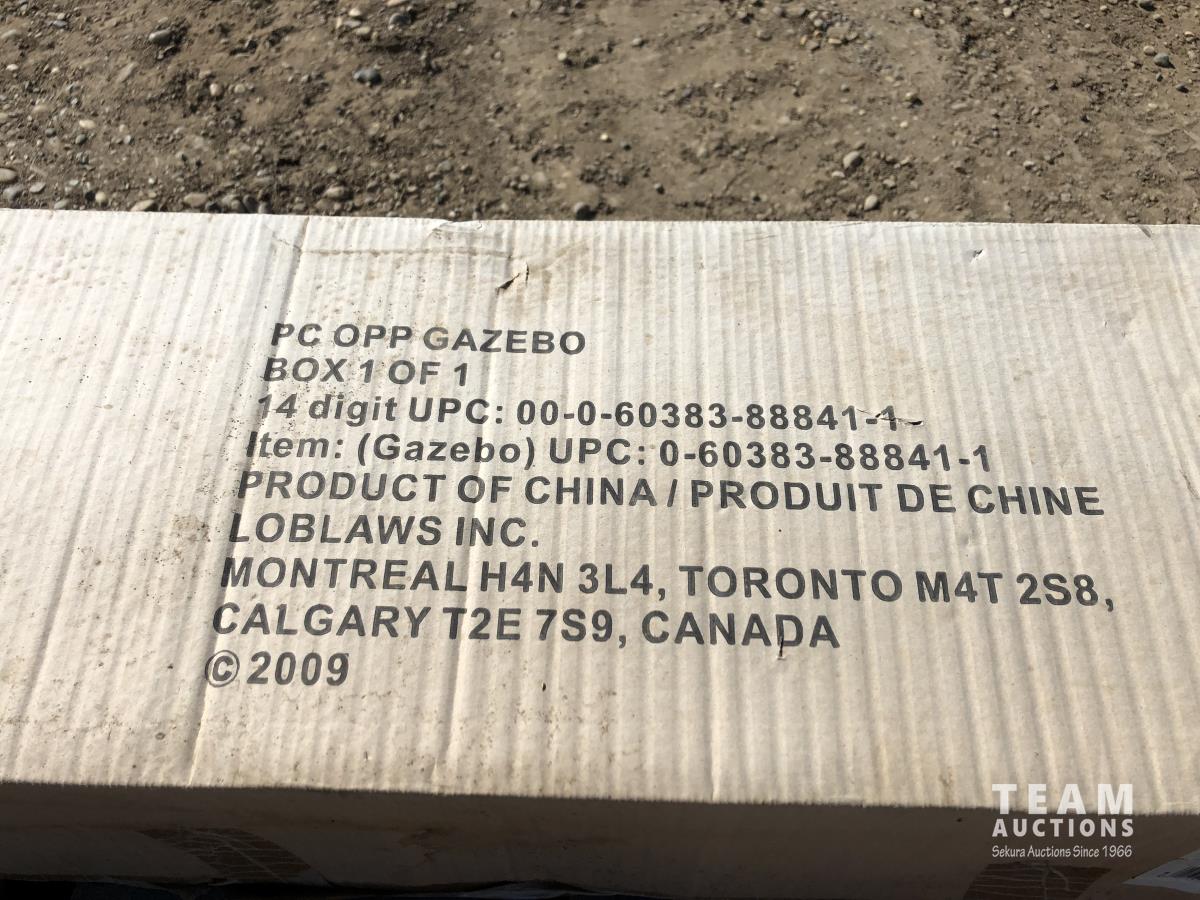 PC OPP GAZEBO
BOX 1 OF 1
14 digit UPC: 00-0-60383-88841-1
Item: (Gazebo) UPC: 0-60383-88841-1
PRODUCT OF CHINA / PRODUIT DE CHINE
LOBLAWS INC.
MONTREAL H4N 3L4, TORONTO M4T 2S8,
CALGARY T2E 7S9, CANADA
© 2009
TEAM
AUCTIONS
Sekura Auctions Since 1966